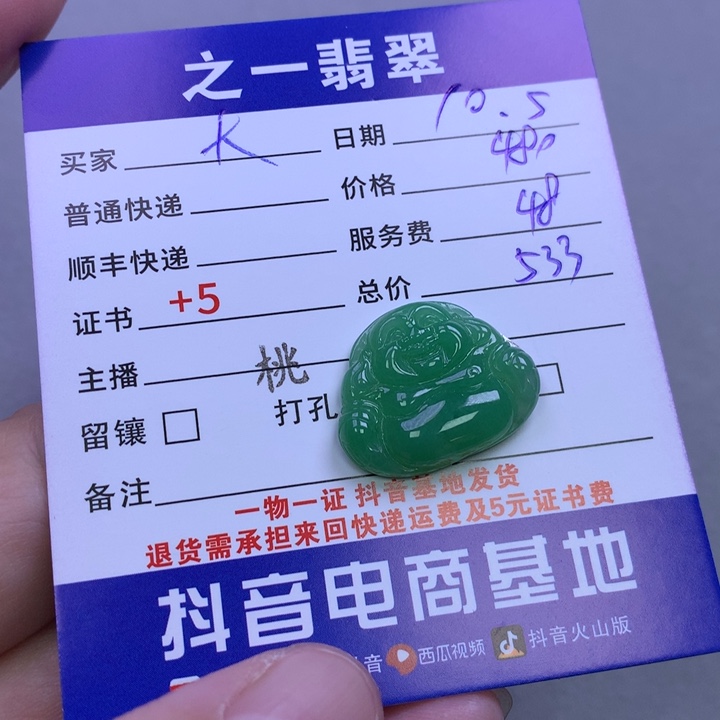 之一翡翠
买家 K 日期 10.5
普通快递 价格 480
顺丰快递 服务费 48
证书 +5 总价 533
主播 桃
留镶 打孔
备注
一物一证 抖音基地发货
退货需承担来回快递运费及5元证书费
抖音电商基地
音 西瓜视频 抖音火山版